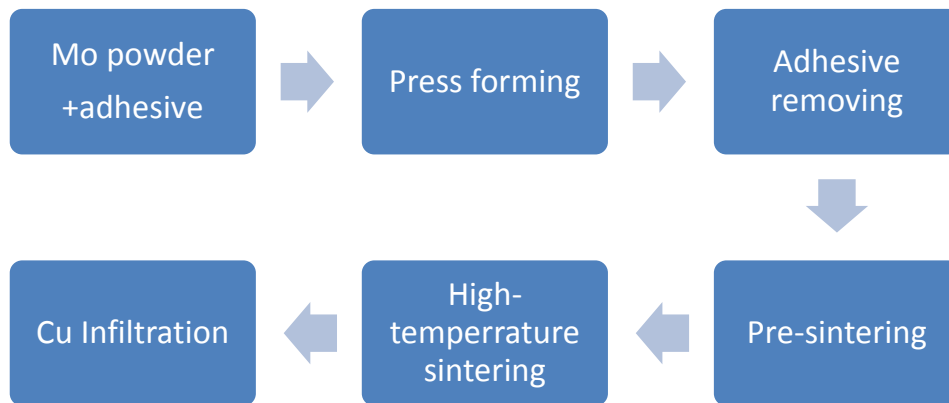 Mo powder
+adhesive
Press forming
Adhesive
removing
Pre-sintering
High-
temperrature
sintering
Cu Infiltration